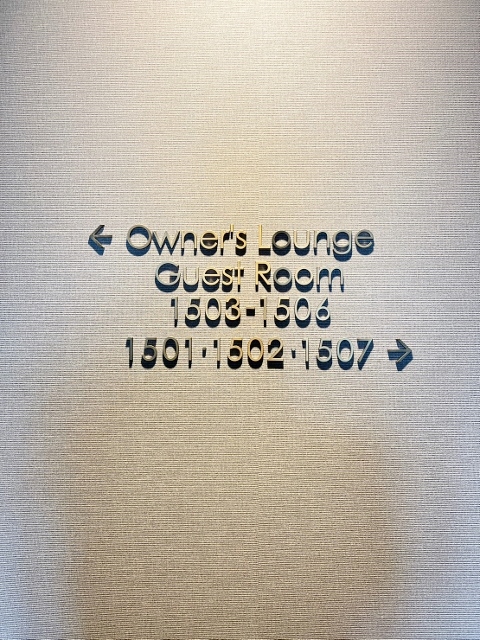 ← Owner's Lounge
Guest Room
1503-1506
1501·1502·1507 →